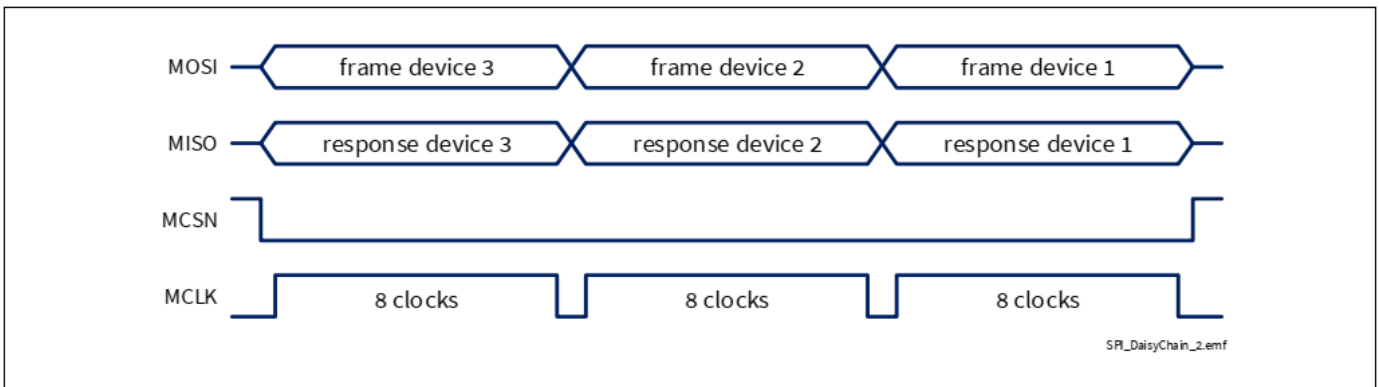 MOSI frame device 3 frame device 2 frame device 1
MISO response device 3 response device 2 response device 1
MCSN
MCLK 8 clocks 8 clocks 8 clocks
SPI_DaisyChain_2.emf